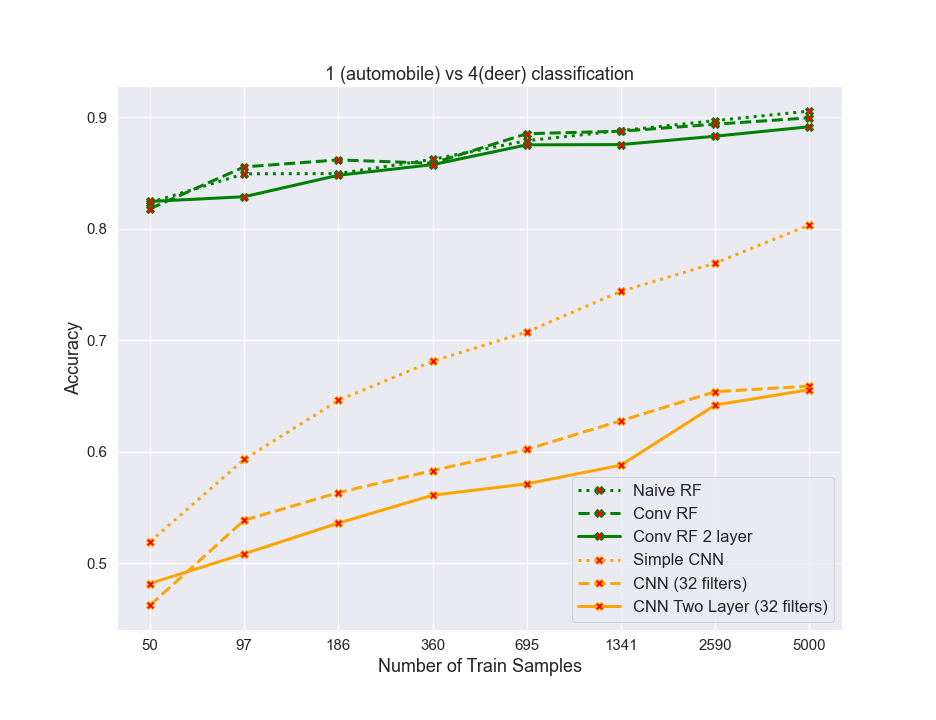 1 (automobile) vs 4(deer) classification
0.9
0.8
0.7
0.6
0.5
Accuracy
Naive RF
Conv RF
Conv RF 2 layer
Simple CNN
CNN (32 filters)
CNN Two Layer (32 filters)
50 97 186 360 695 1341 2590 5000
Number of Train Samples